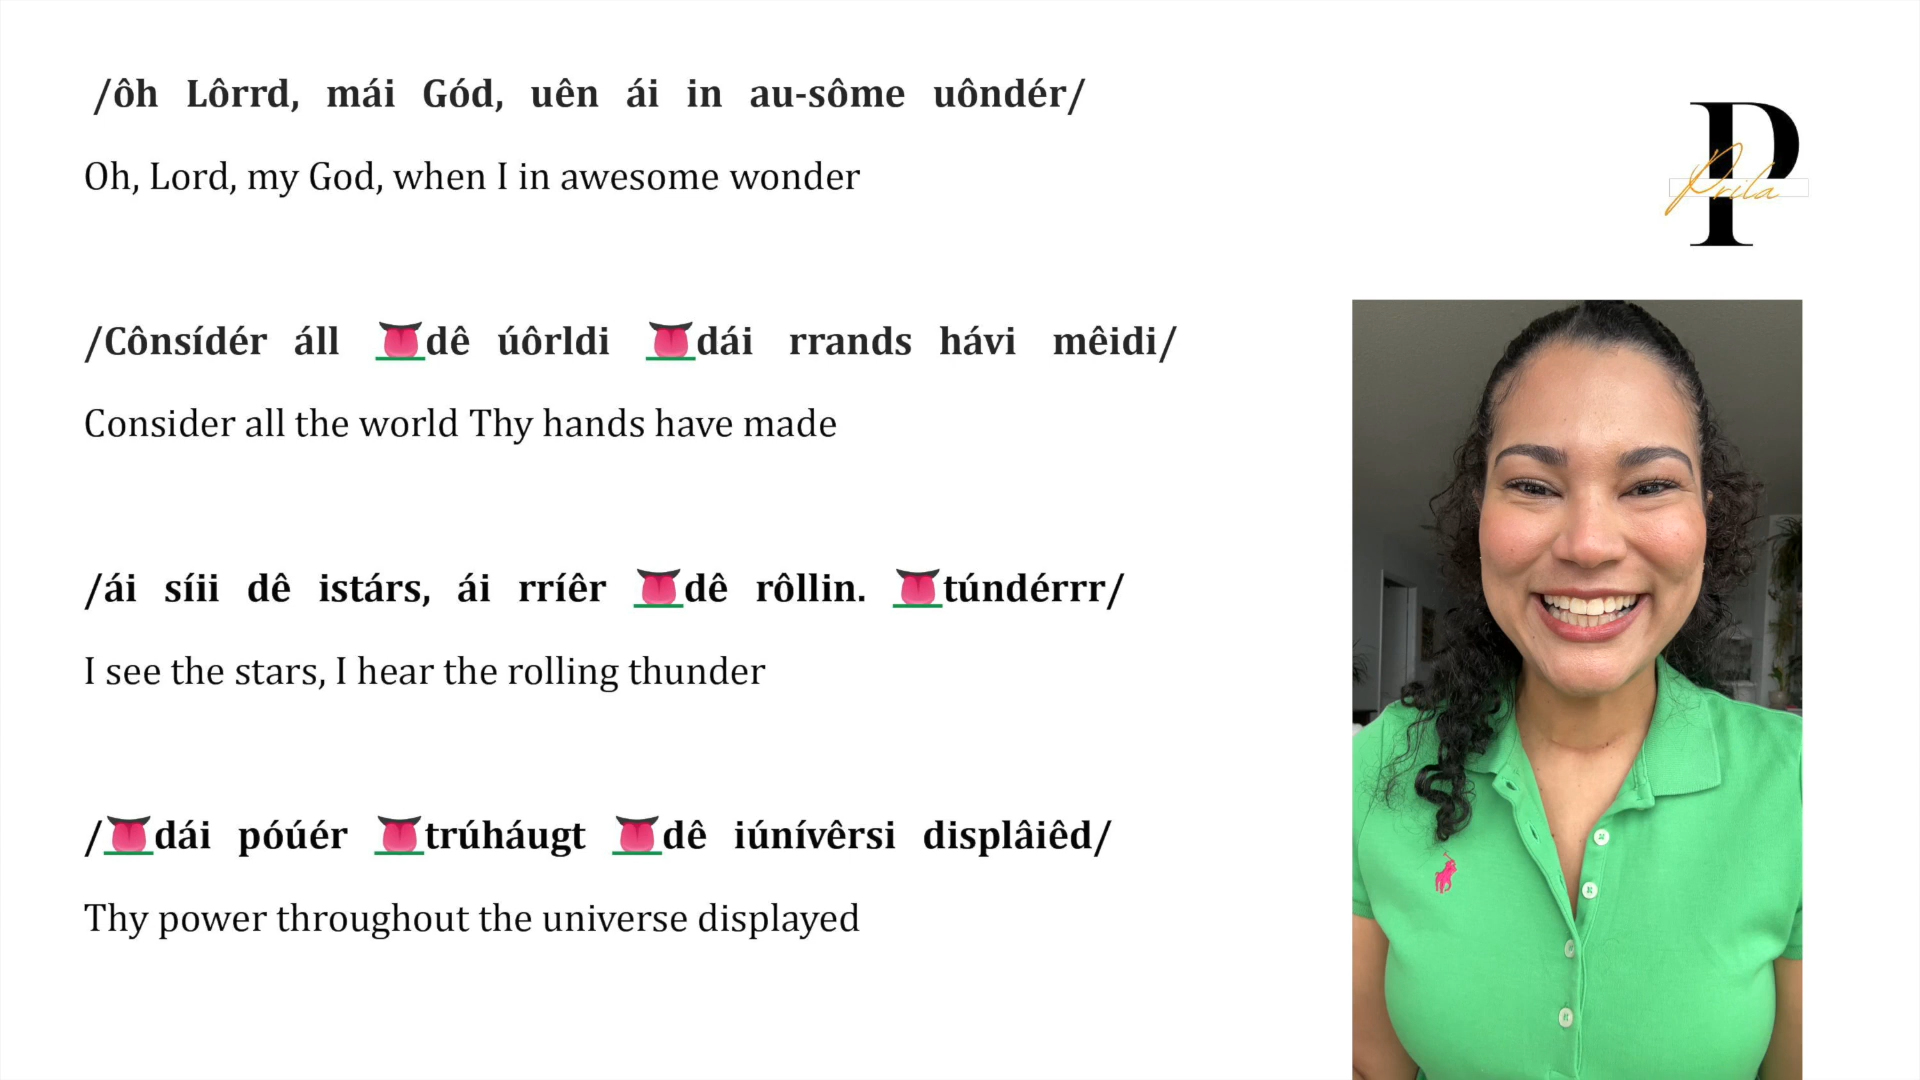 /ôh Lôrrd, mái Gód, uên ái in au-sôme uôndér/
Oh, Lord, my God, when I in awesome wonder
/Cônsídér áll 👅dê úôrldi 👅dái rrands hávi mêidi/
Consider all the world Thy hands have made
/ái síii dê istárs, ái rríêr 👅dê rôllin. 👅túndérrr/
I see the stars, I hear the rolling thunder
/👅dái póúér 👅trúháugt 👅dê iúnívêrsi displâiêd/
Thy power throughout the universe displayed
P
Prila